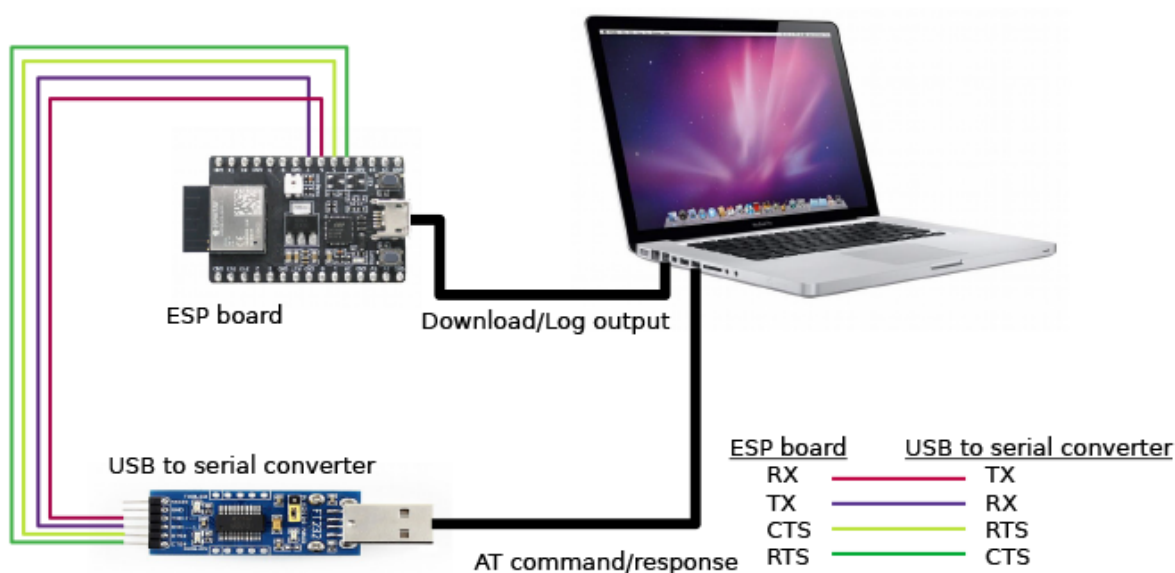 ESP board
Download/Log output
USB to serial converter
FT232
AT command/response
ESP board USB to serial converter
RX TX
TX RX
CTS RTS
RTS CTS